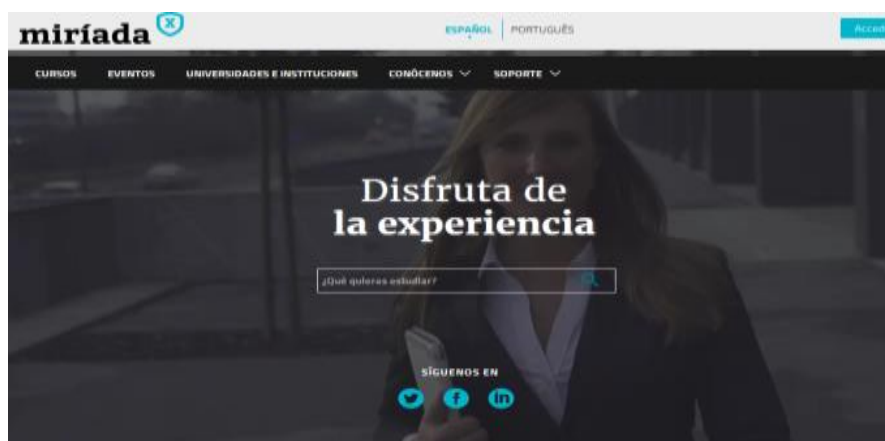 miríada x
ESPAÑOL | PORTUGUÊS
Acced
CURSOS EVENTOS UNIVERSIDADES E INSTITUCIONES CONÓCENOS SOPORTE
Disfruta de
la experiencia
¿Qué quieres estudiar?
SÍGUENOS EN